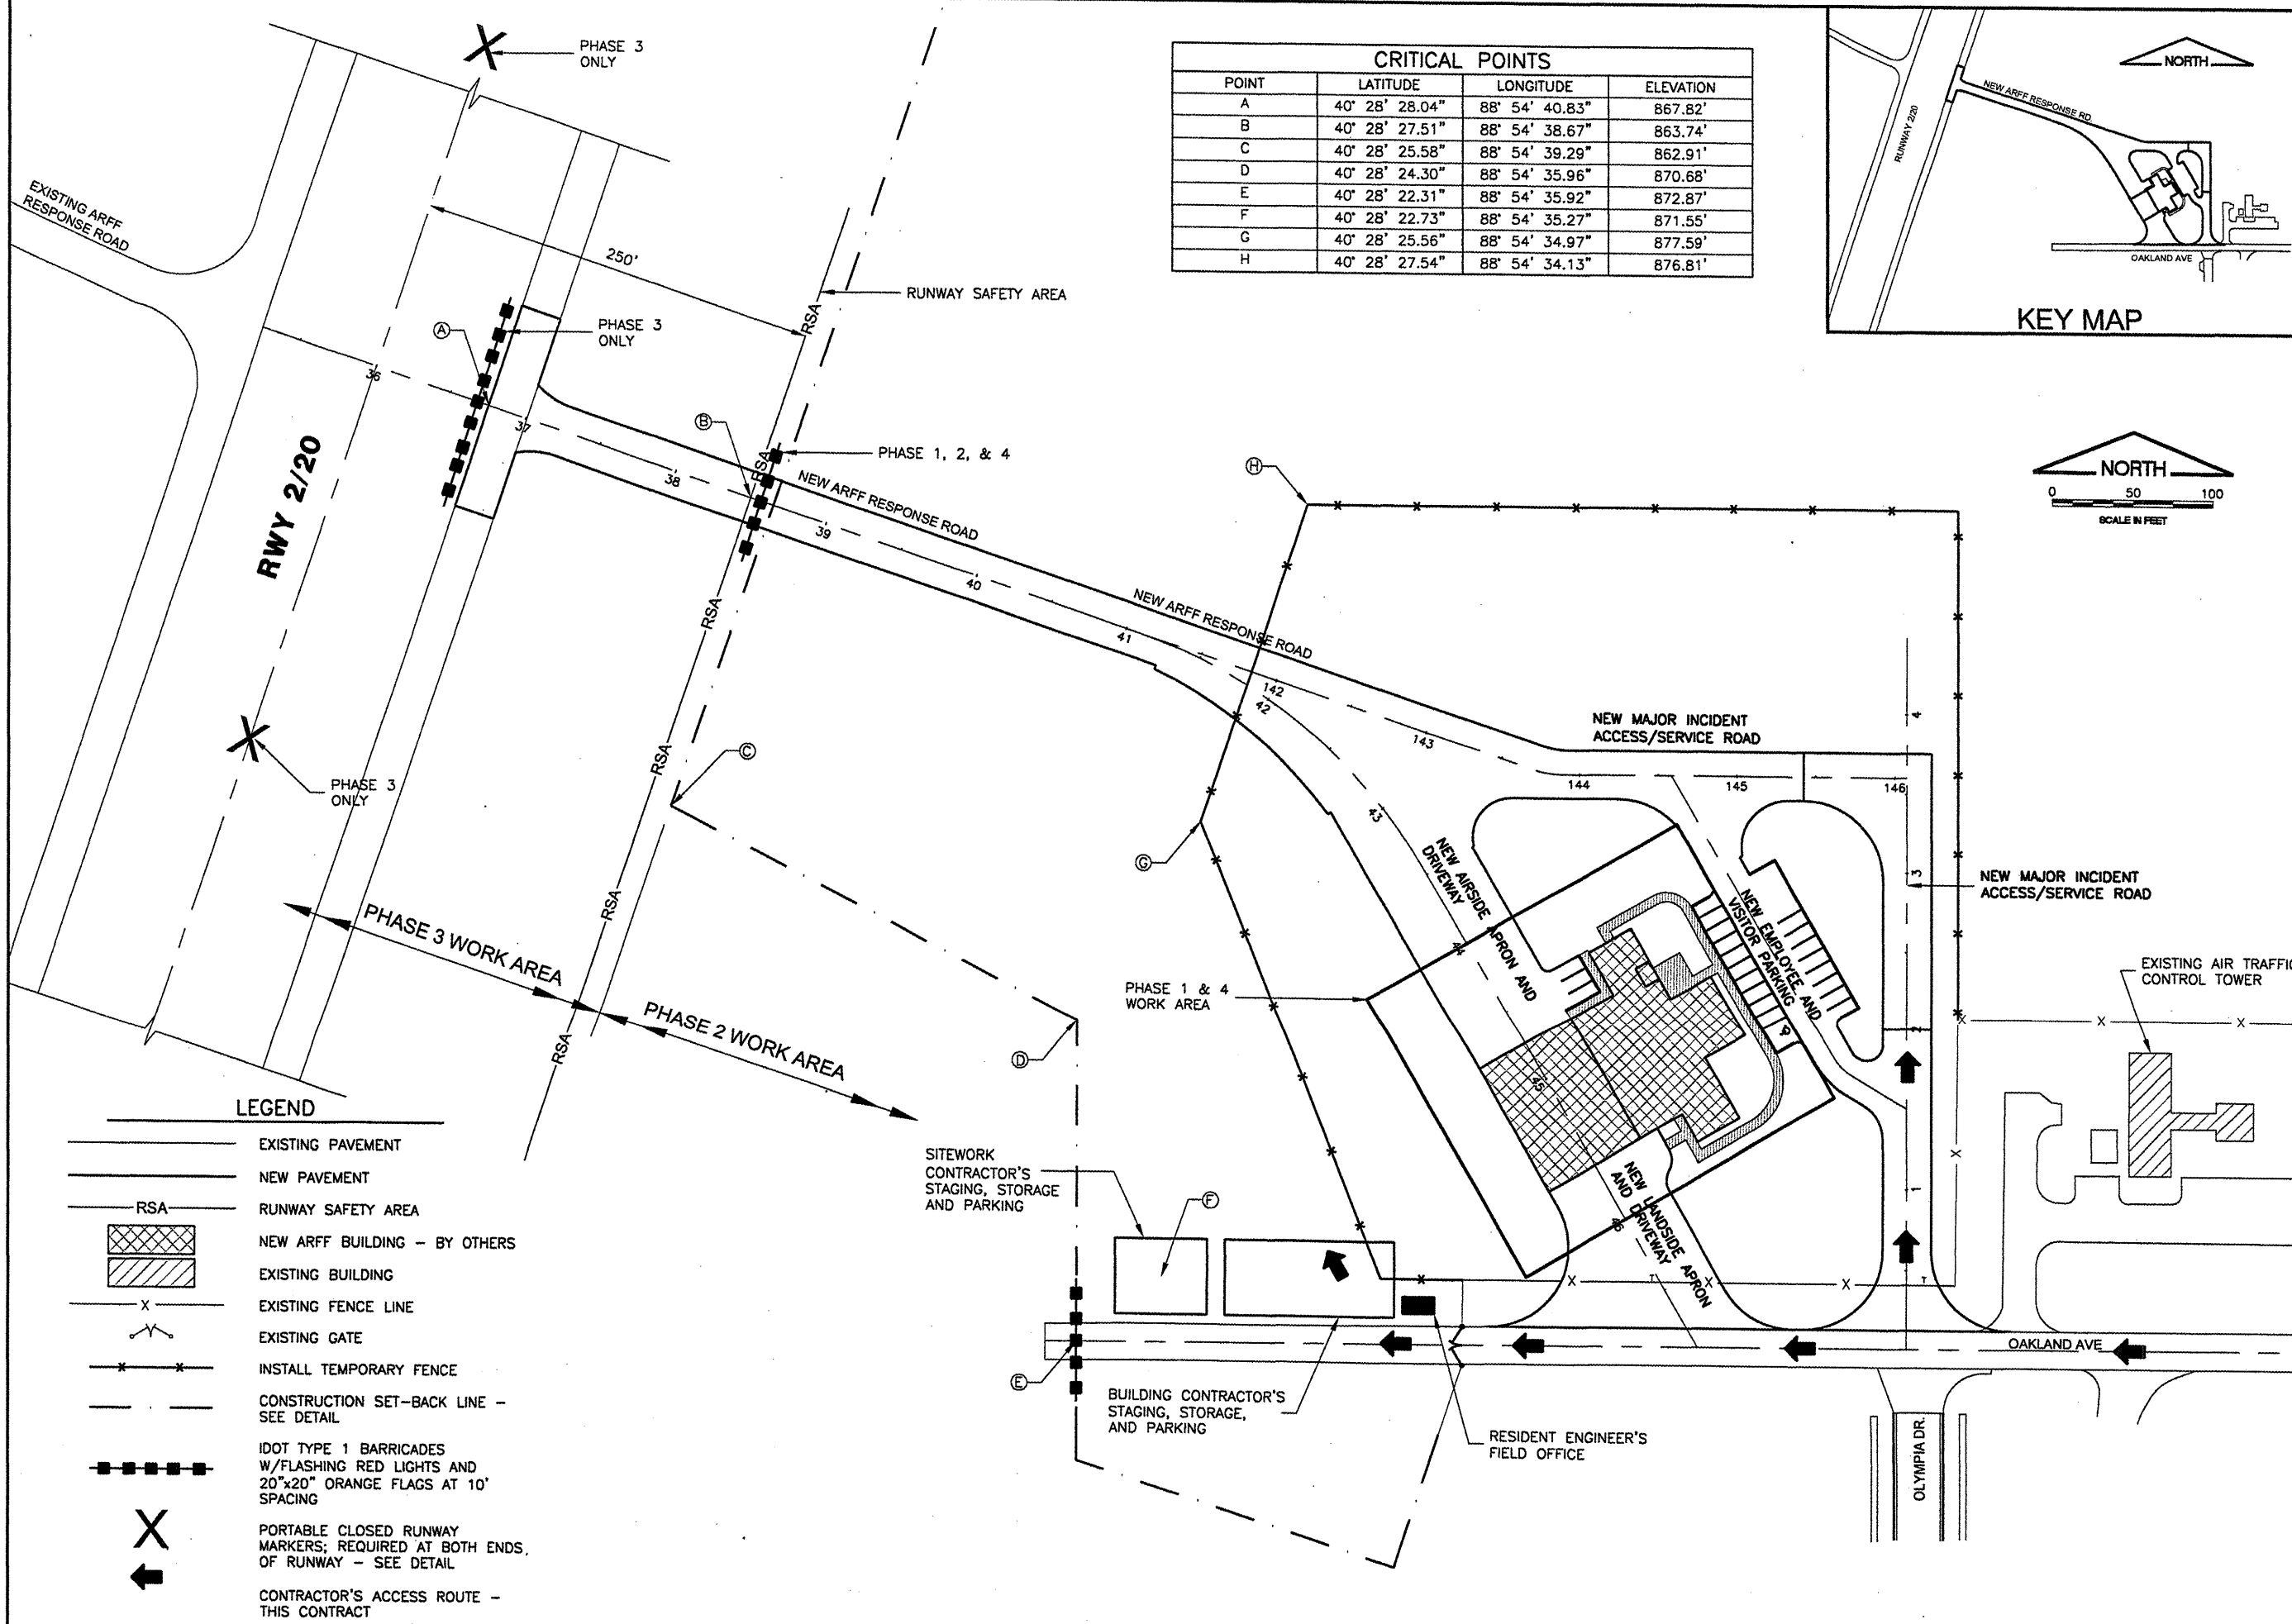 PHASE 3
ONLY
EXISTING ARFF
RESPONSE ROAD
250'
RUNWAY SAFETY AREA
RSA
PHASE 3
ONLY
A
36
37
RWY 2/20
B
RSA
PHASE 1, 2, & 4
38
NEW ARFF RESPONSE ROAD
39
40
41
RSA
NEW ARFF RESPONSE ROAD
RSA
C
PHASE 3
ONLY
RSA
PHASE 3 WORK AREA
PHASE 2 WORK AREA
RSA
D
CRITICAL POINTS
POINT LATITUDE LONGITUDE ELEVATION
A 40° 28' 28.04" 88° 54' 40.83" 867.82'
B 40° 28' 27.51" 88° 54' 38.67" 863.74'
C 40° 28' 25.58" 88° 54' 39.29" 862.91'
D 40° 28' 24.30" 88° 54' 35.96" 870.68'
E 40° 28' 22.31" 88° 54' 35.92" 872.87'
F 40° 28' 22.73" 88° 54' 35.27" 871.55'
G 40° 28' 25.56" 88° 54' 34.97" 877.59'
H 40° 28' 27.54" 88° 54' 34.13" 876.81'
NORTH
NEW ARFF RESPONSE RD.
RUNWAY 2/20
OAKLAND AVE
KEY MAP
NORTH
0 50 100
SCALE IN FEET
H
142
42
143
43
144
145
146
NEW MAJOR INCIDENT
ACCESS/SERVICE ROAD
4
3
2
1
G
NEW AIRSIDE APRON AND
DRIVEWAY
44
45
46
NEW EMPLOYEE AND
VISITOR PARKING
NEW MAJOR INCIDENT
ACCESS/SERVICE ROAD
EXISTING AIR TRAFFIC
CONTROL TOWER
X
X
X
X
PHASE 1 & 4
WORK AREA
NEW LANDSIDE APRON
AND DRIVEWAY
X
T
X
X
T
SITEWORK
CONTRACTOR'S
STAGING, STORAGE
AND PARKING
F
E
BUILDING CONTRACTOR'S
STAGING, STORAGE,
AND PARKING
RESIDENT ENGINEER'S
FIELD OFFICE
OAKLAND AVE
OLYMPIA DR.
LEGEND
EXISTING PAVEMENT
NEW PAVEMENT
RSA RUNWAY SAFETY AREA
NEW ARFF BUILDING - BY OTHERS
EXISTING BUILDING
X EXISTING FENCE LINE
EXISTING GATE
INSTALL TEMPORARY FENCE
CONSTRUCTION SET-BACK LINE -
SEE DETAIL
IDOT TYPE 1 BARRICADES
W/FLASHING RED LIGHTS AND
20"x20" ORANGE FLAGS AT 10'
SPACING
PORTABLE CLOSED RUNWAY
MARKERS; REQUIRED AT BOTH ENDS
OF RUNWAY - SEE DETAIL
CONTRACTOR'S ACCESS ROUTE -
THIS CONTRACT